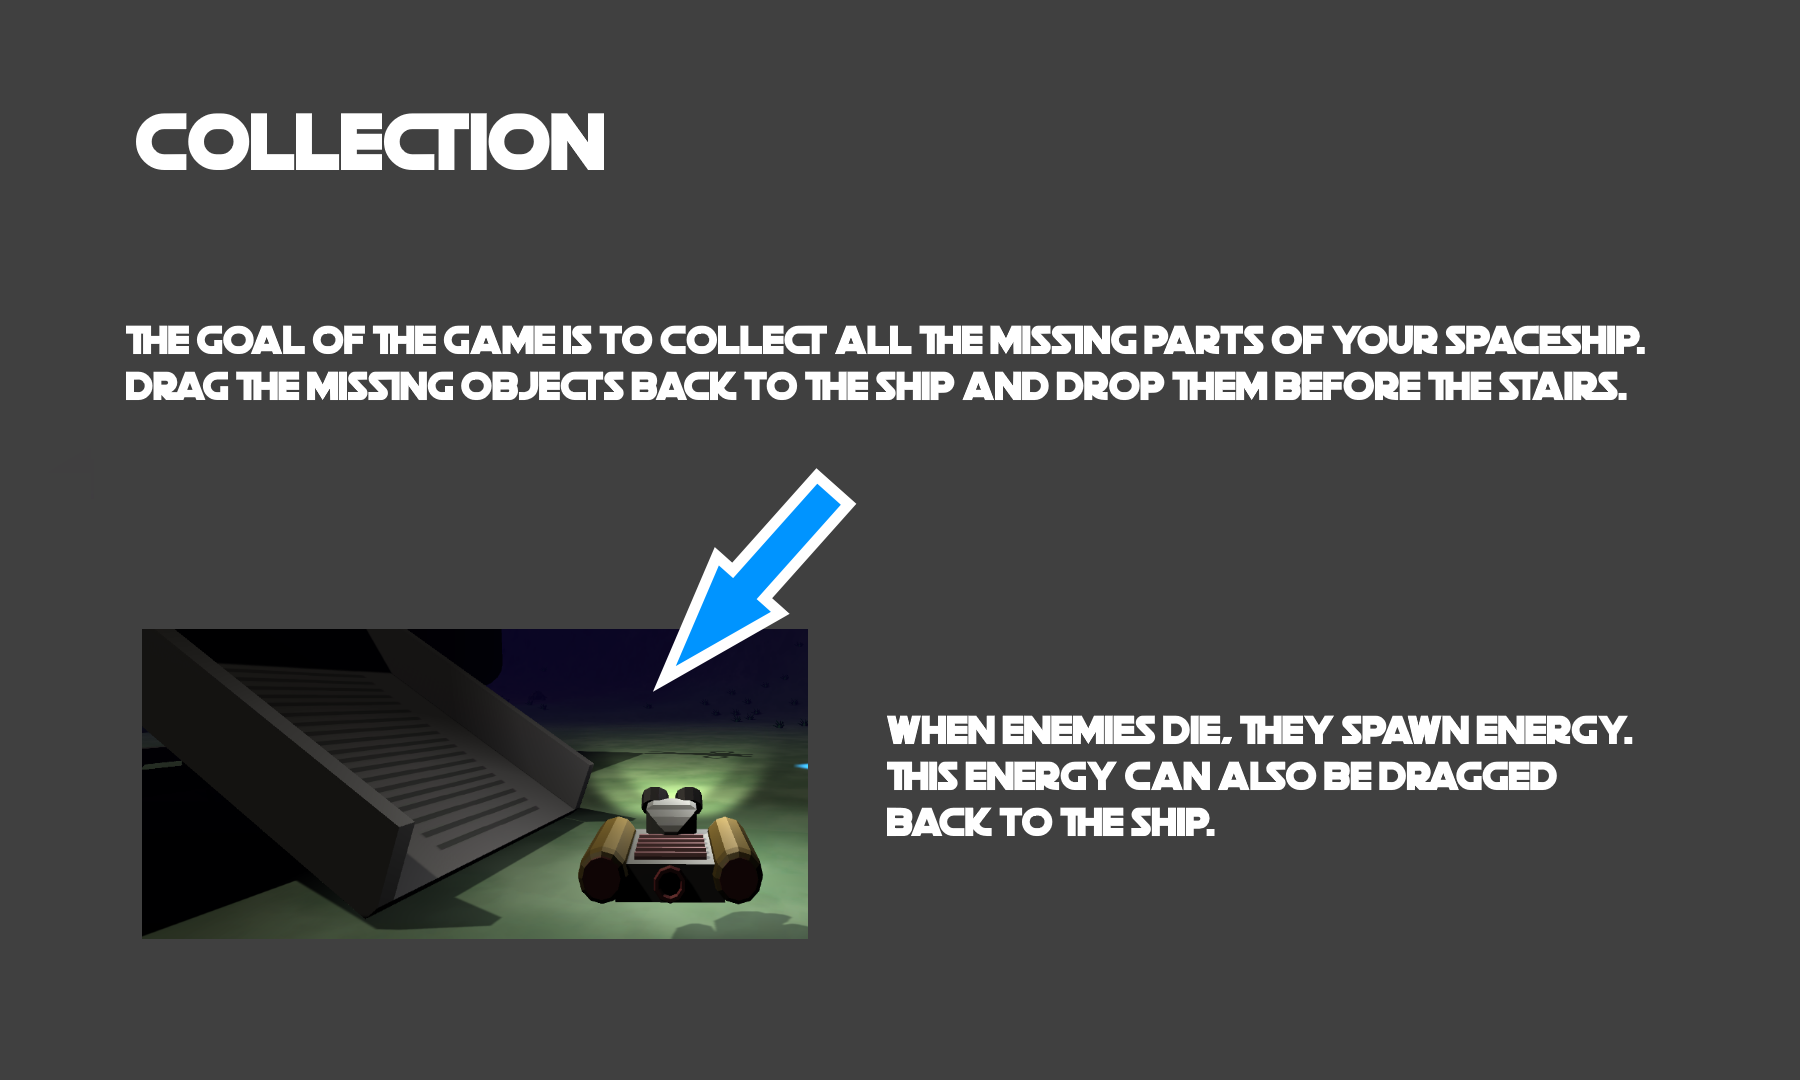 COLLECTION
THE GOAL OF THE GAME IS TO COLLECT ALL THE MISSING PARTS OF YOUR SPACESHIP.
DRAG THE MISSING OBJECTS BACK TO THE SHIP AND DROP THEM BEFORE THE STAIRS.
WHEN ENEMIES DIE, THEY SPAWN ENERGY.
THIS ENERGY CAN ALSO BE DRAGGED
BACK TO THE SHIP.